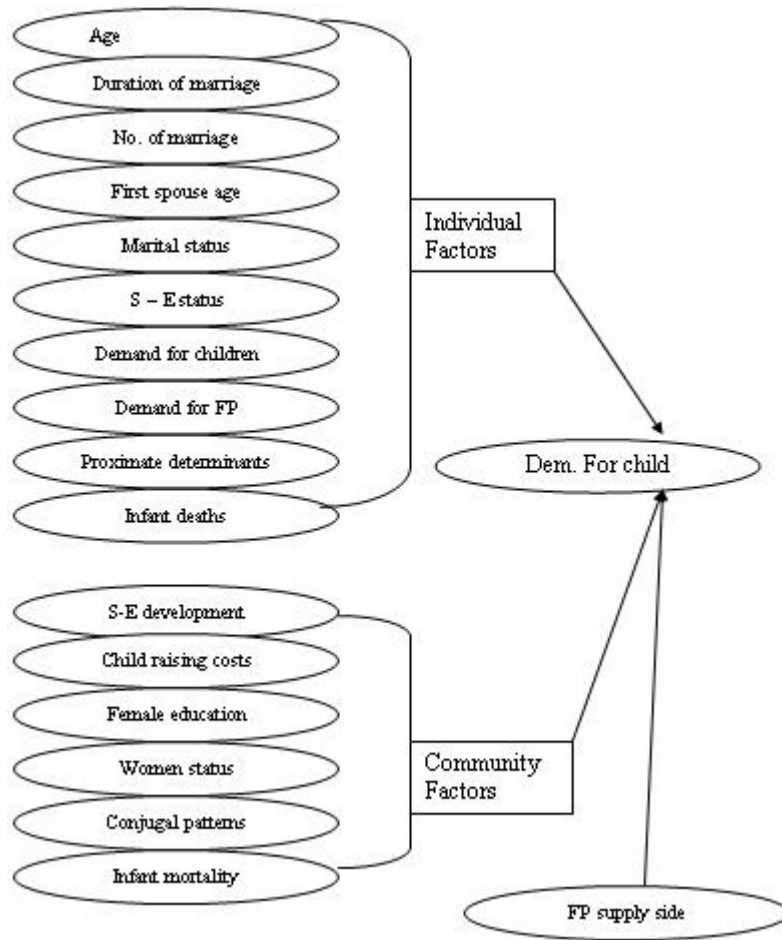 Age
Duration of marriage
No. of marriage
First spouse age
Marital status
S – E status
Demand for children
Demand for FP
Proximate determinants
Infant deaths
Individual
Factors
Dem. For child
S-E development
Child raising costs
Female education
Women status
Conjugal patterns
Infant mortality
Community
Factors
FP supply side